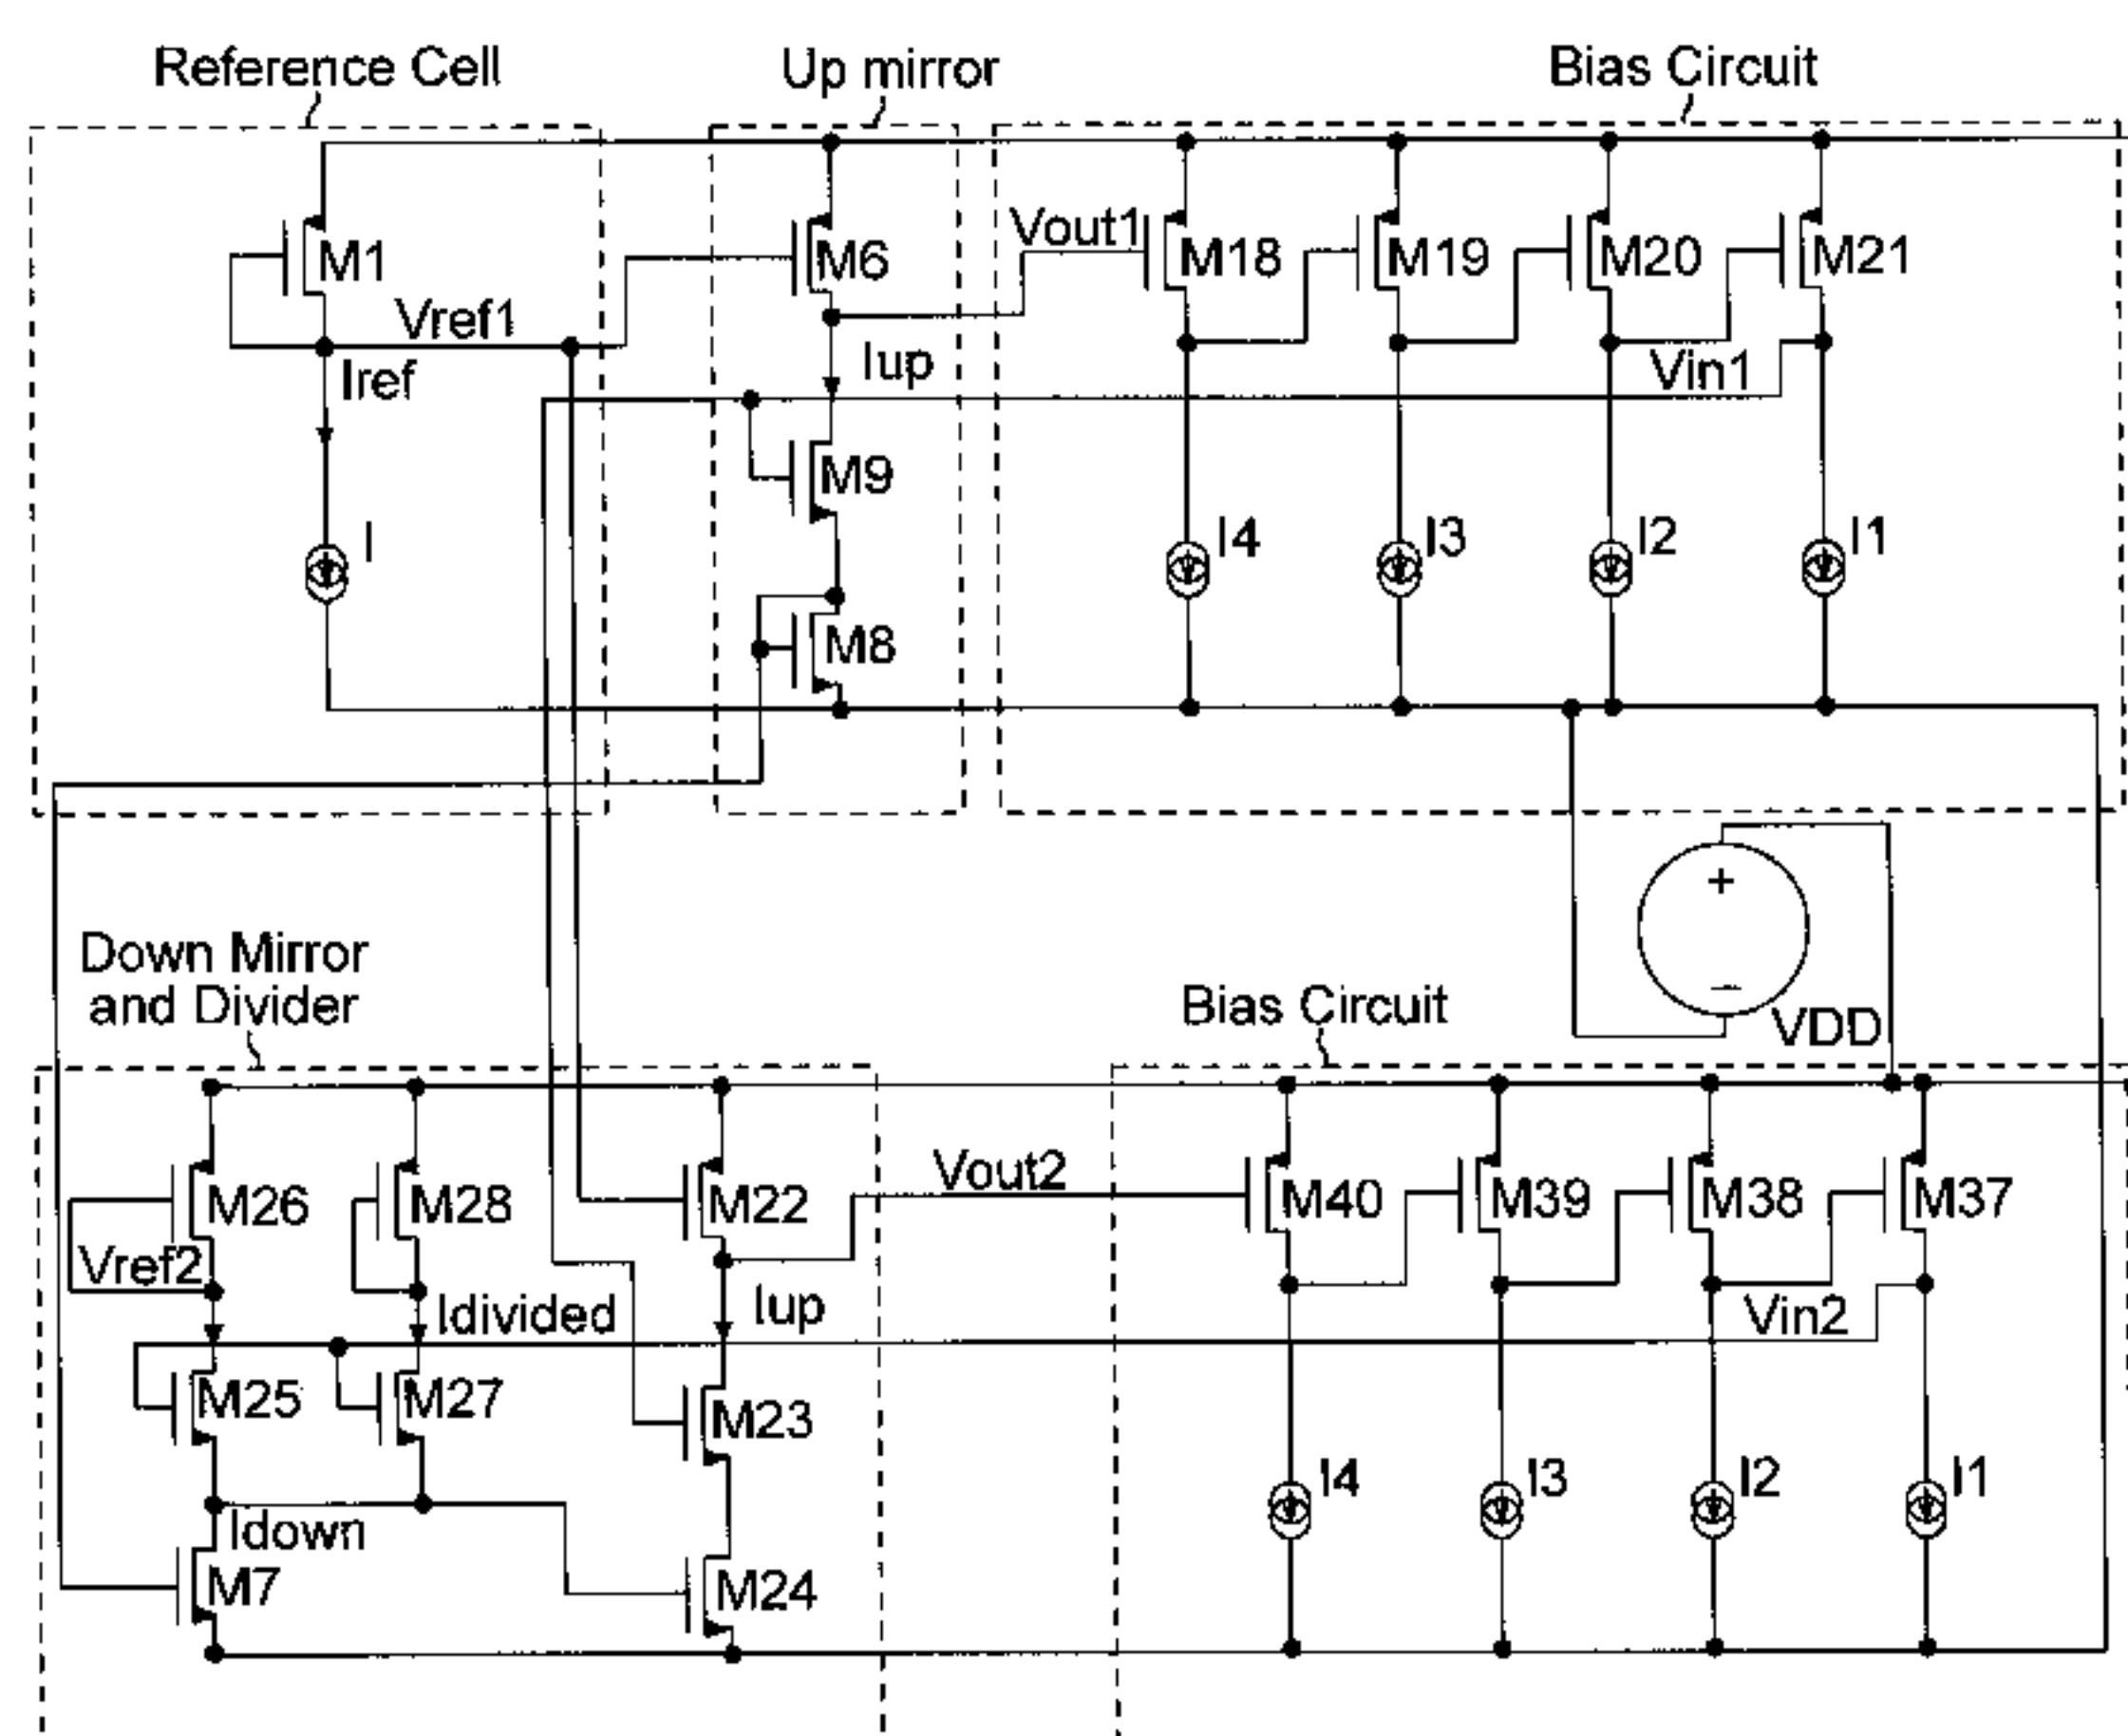 Reference Cell
Up mirror
Bias Circuit
M1
M6
Vout1
M18
M19
M20
M21
Vref1
Iref
Iup
Vin1
M9
I
I4
I3
I2
I1
M8
+
−
VDD
Down Mirror
and Divider
Bias Circuit
M26
M28
M22
Vout2
M40
M39
M38
M37
Vref2
Idivided
Iup
Vin2
M25
M27
M23
I4
I3
I2
I1
Idown
M7
M24